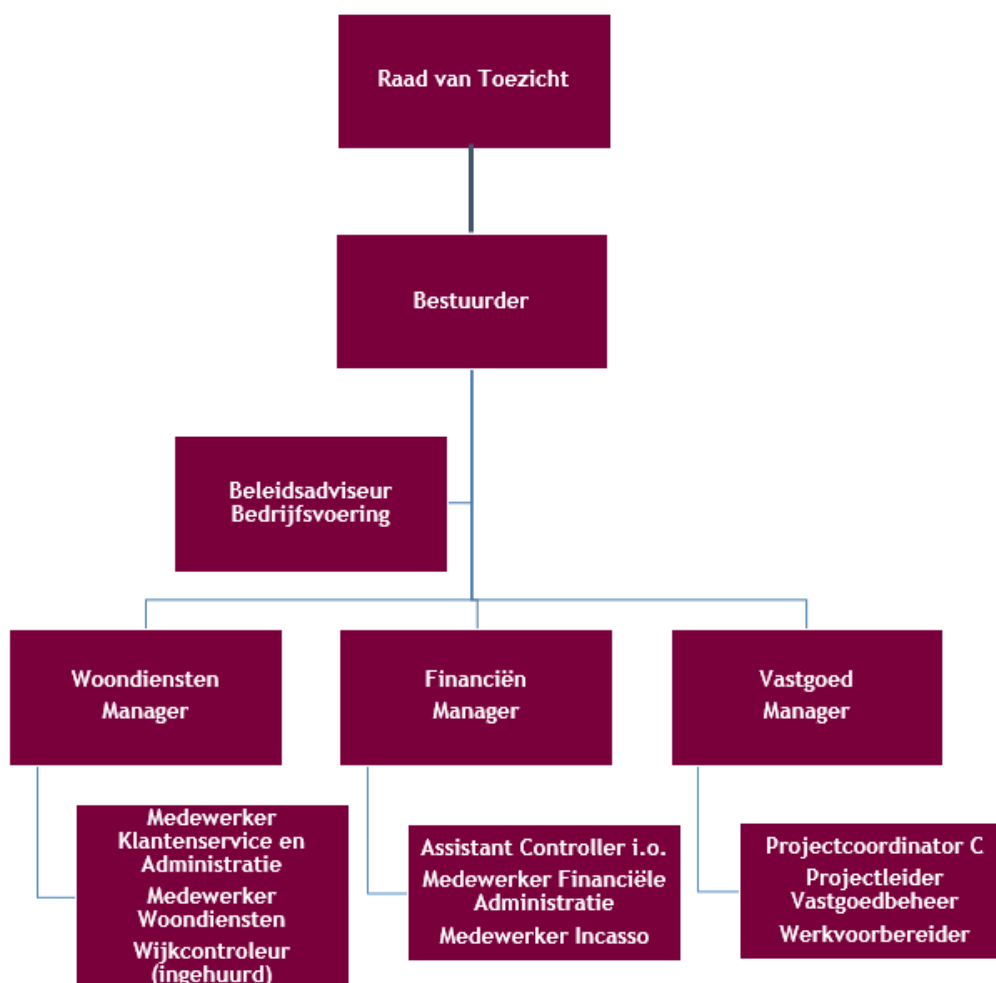 Raad van Toezicht
Bestuurder
Beleidsadviseur
Bedrijfsvoering
Woondiensten
Manager
Financiën
Manager
Vastgoed
Manager
Medewerker
Klantenservice en
Administratie
Medewerker
Woondiensten
Wijkcontroleur
(ingehuurd)
Assistant Controller i.o.
Medewerker Financiële
Administratie
Medewerker Incasso
Projectcoordinator C
Projectleider
Vastgoedbeheer
Werkvoorbereider